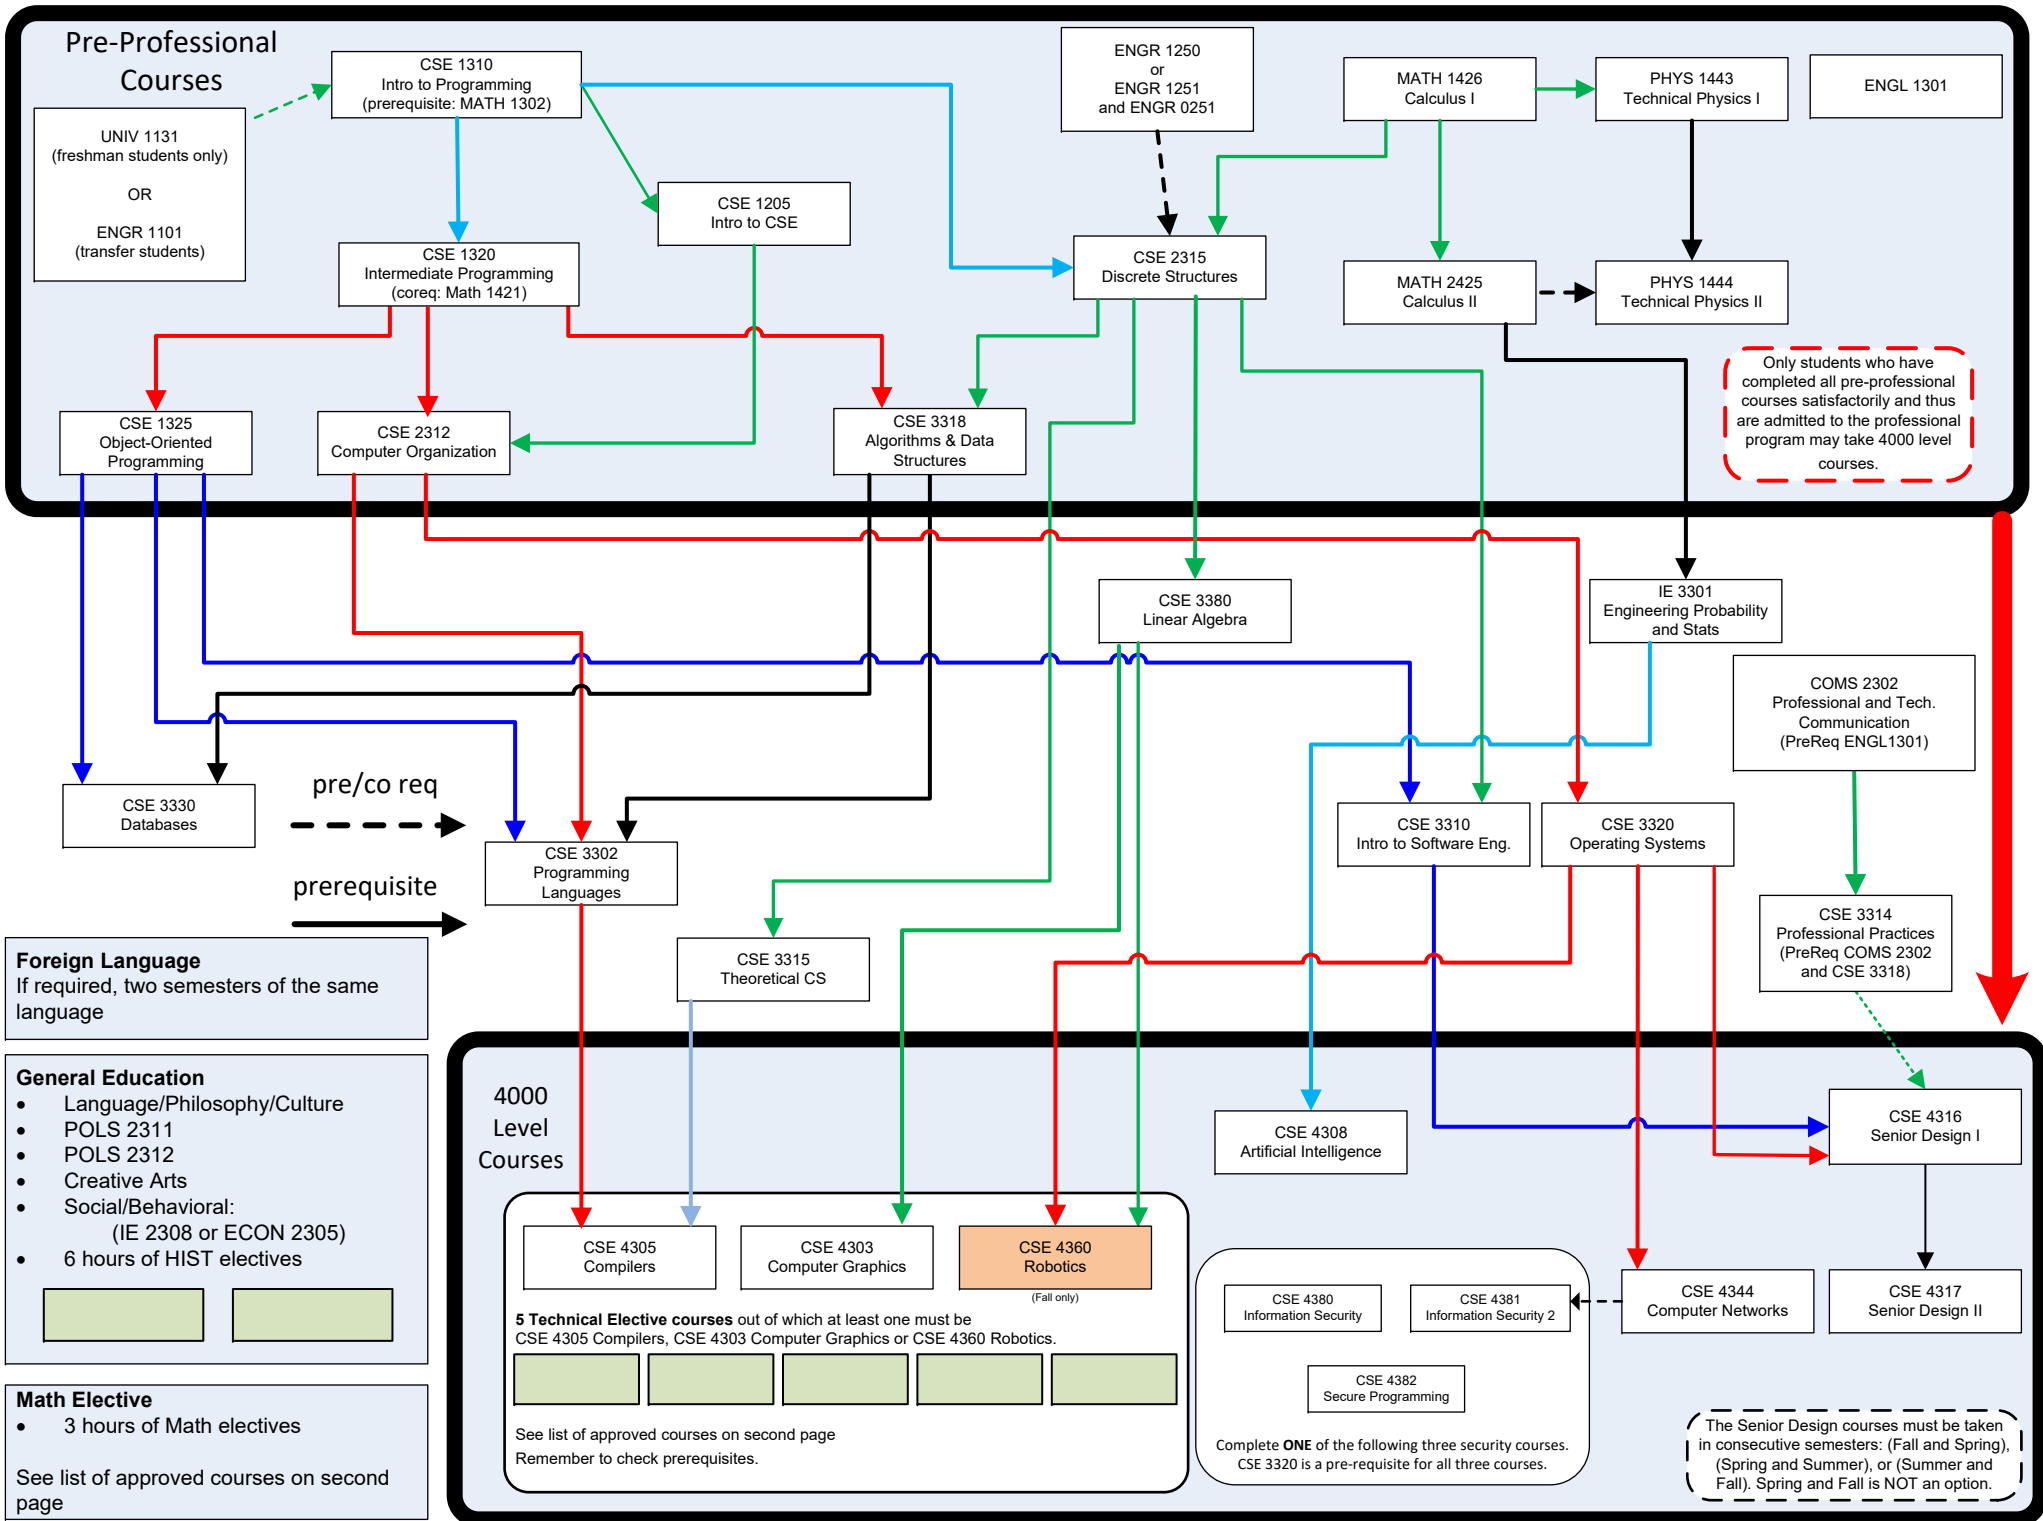 Pre-Professional
Courses
CSE 1310
Intro to Programming
(prerequisite: MATH 1302)
UNIV 1131
(freshman students only)
OR
ENGR 1101
(transfer students)
ENGR 1250
or
ENGR 1251
and ENGR 0251
MATH 1426
Calculus I
PHYS 1443
Technical Physics I
ENGL 1301
CSE 1205
Intro to CSE
CSE 1320
Intermediate Programming
(coreq: Math 1421)
CSE 2315
Discrete Structures
MATH 2425
Calculus II
PHYS 1444
Technical Physics II
Only students who have
completed all pre-professional
courses satisfactorily and thus
are admitted to the professional
program may take 4000 level
courses.
CSE 1325
Object-Oriented
Programming
CSE 2312
Computer Organization
CSE 3318
Algorithms & Data
Structures
CSE 3380
Linear Algebra
IE 3301
Engineering Probability
and Stats
COMS 2302
Professional and Tech.
Communication
(PreReq ENGL1301)
CSE 3330
Databases
pre/co req
prerequisite
CSE 3302
Programming
Languages
CSE 3310
Intro to Software Eng.
CSE 3320
Operating Systems
CSE 3314
Professional Practices
(PreReq COMS 2302
and CSE 3318)
CSE 3315
Theoretical CS
Foreign Language
If required, two semesters of the same
language
General Education
• Language/Philosophy/Culture
• POLS 2311
• POLS 2312
• Creative Arts
• Social/Behavioral:
(IE 2308 or ECON 2305)
• 6 hours of HIST electives
Math Elective
• 3 hours of Math electives
See list of approved courses on second
page
4000
Level
Courses
CSE 4308
Artificial Intelligence
CSE 4316
Senior Design I
CSE 4305
Compilers
CSE 4303
Computer Graphics
CSE 4360
Robotics
(Fall only)
5 Technical Elective courses out of which at least one must be
CSE 4305 Compilers, CSE 4303 Computer Graphics or CSE 4360 Robotics.
See list of approved courses on second page
Remember to check prerequisites.
CSE 4380
Information Security
CSE 4381
Information Security 2
CSE 4382
Secure Programming
Complete ONE of the following three security courses.
CSE 3320 is a pre-requisite for all three courses.
CSE 4344
Computer Networks
CSE 4317
Senior Design II
The Senior Design courses must be taken
in consecutive semesters: (Fall and Spring),
(Spring and Summer), or (Summer and
Fall). Spring and Fall is NOT an option.